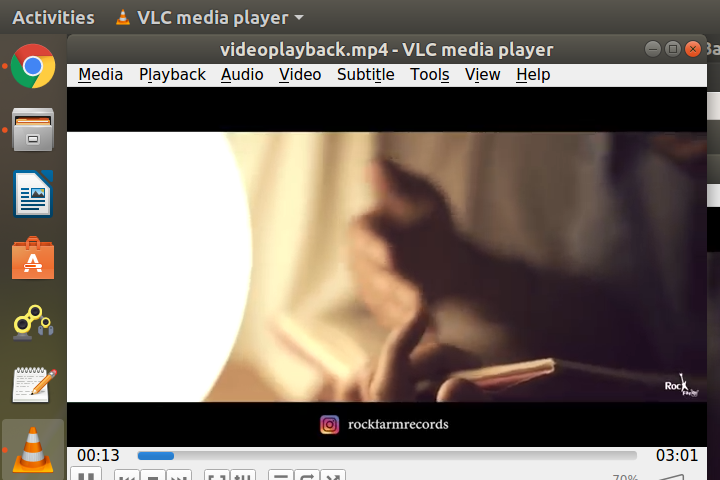 Activities VLC media player
videoplayback.mp4 - VLC media player
Media Playback Audio Video Subtitle Tools View Help
Rock
rockfarmrecords
00:13 03:01
70%